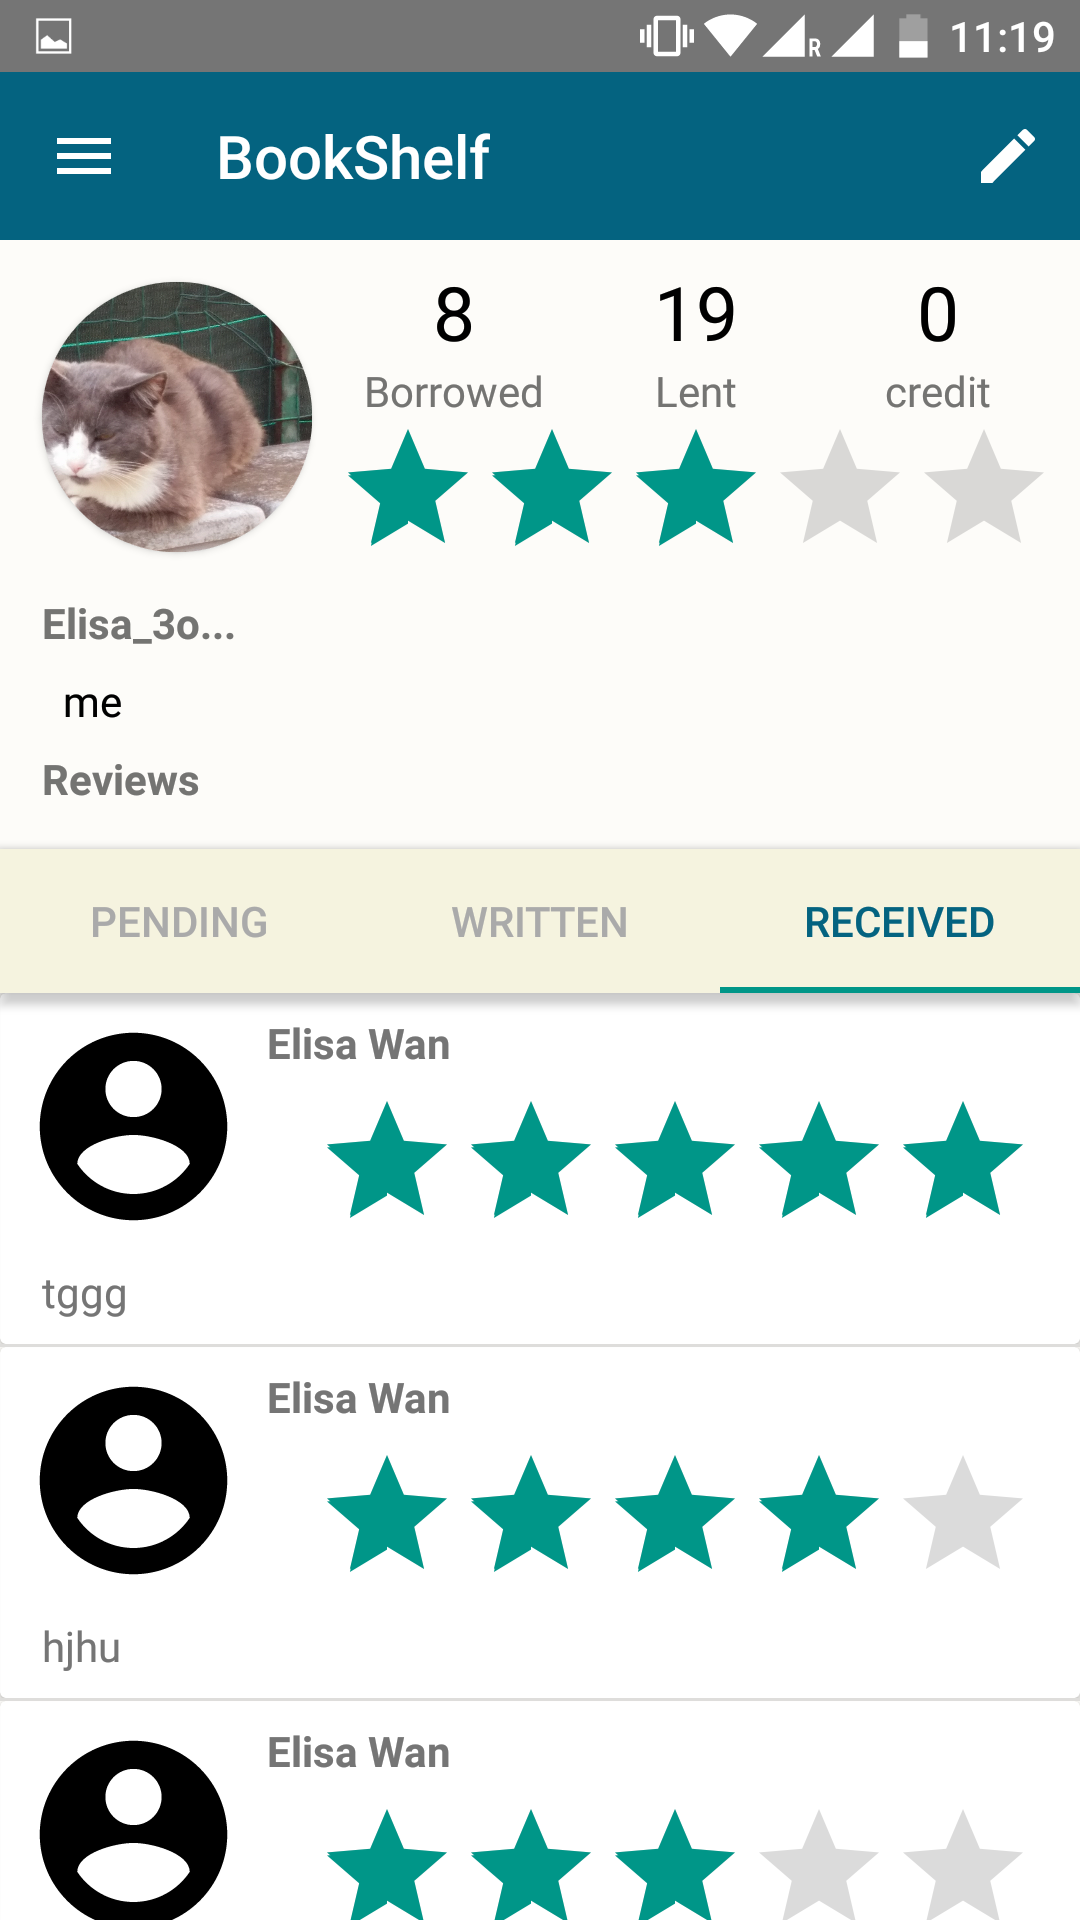 R 11:19
BookShelf
8 19 0
Borrowed Lent credit
Elisa_3o...
me
Reviews
PENDING WRITTEN RECEIVED
Elisa Wan
tggg
Elisa Wan
hjhu
Elisa Wan